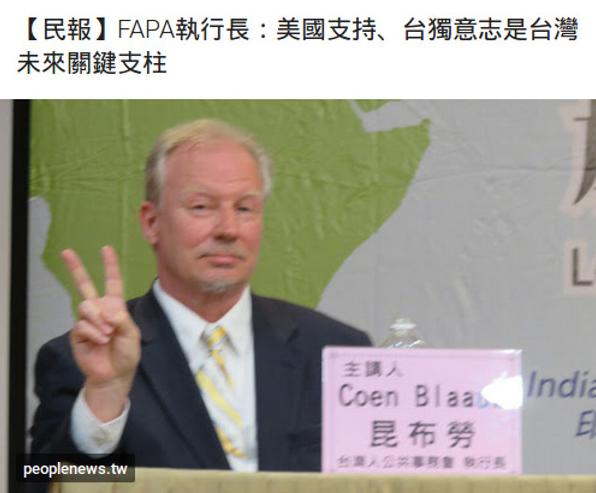 【民報】FAPA執行長：美國支持、台獨意志是台灣
未來關鍵支柱
主講人
Coen Blaa
昆布勞
台灣人公共事務會 執行長
India
印
peoplenews.tw